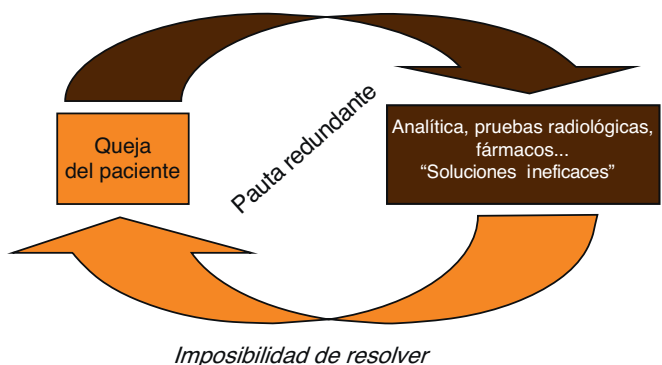 Queja
del paciente
Pauta redundante
Analítica, pruebas radiológicas,
fármacos...
“Soluciones ineficaces”
Imposibilidad de resolver